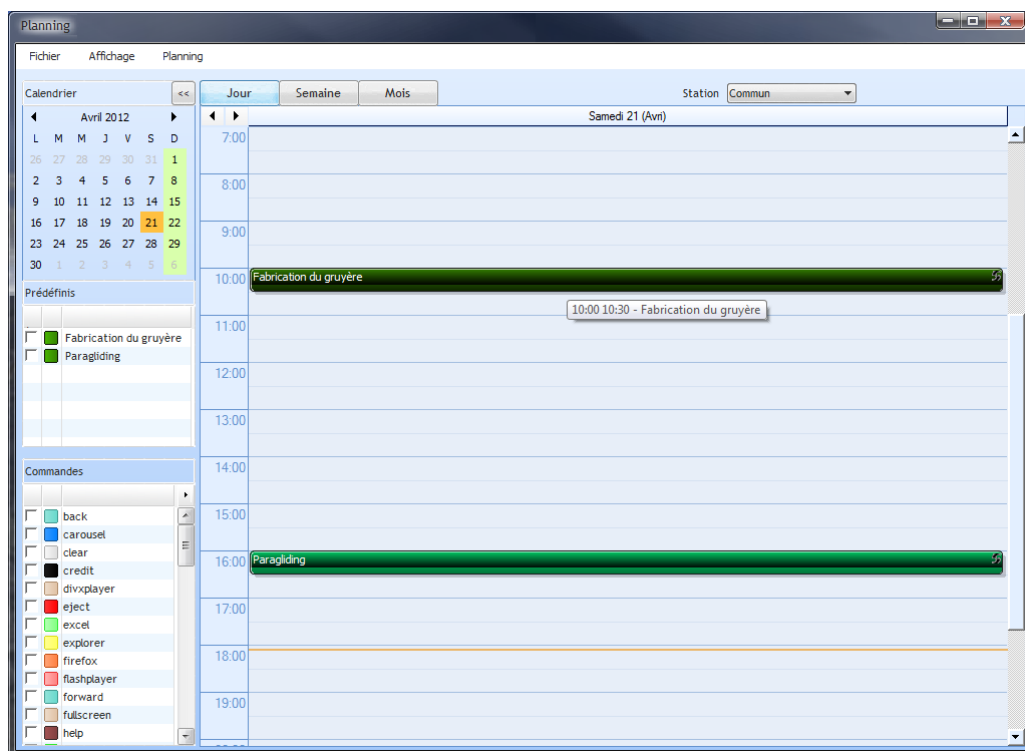 Planning
Fichier Affichage Planning
Calendrier <<
Jour Semaine Mois
Station Commun
Avril 2012
L M M J V S D
26 27 28 29 30 31 1
2 3 4 5 6 7 8
9 10 11 12 13 14 15
16 17 18 19 20 21 22
23 24 25 26 27 28 29
30 1 2 3 4 5 6
Prédéfinis
Fabrication du gruyère
Paragliding
Commandes
back
carousel
clear
credit
divxplayer
eject
excel
explorer
firefox
flashplayer
forward
fullscreen
help
Samedi 21 (Avri)
7:00
8:00
9:00
10:00 Fabrication du gruyère
10:00 10:30 - Fabrication du gruyère
11:00
12:00
13:00
14:00
15:00
16:00 Paragliding
17:00
18:00
19:00